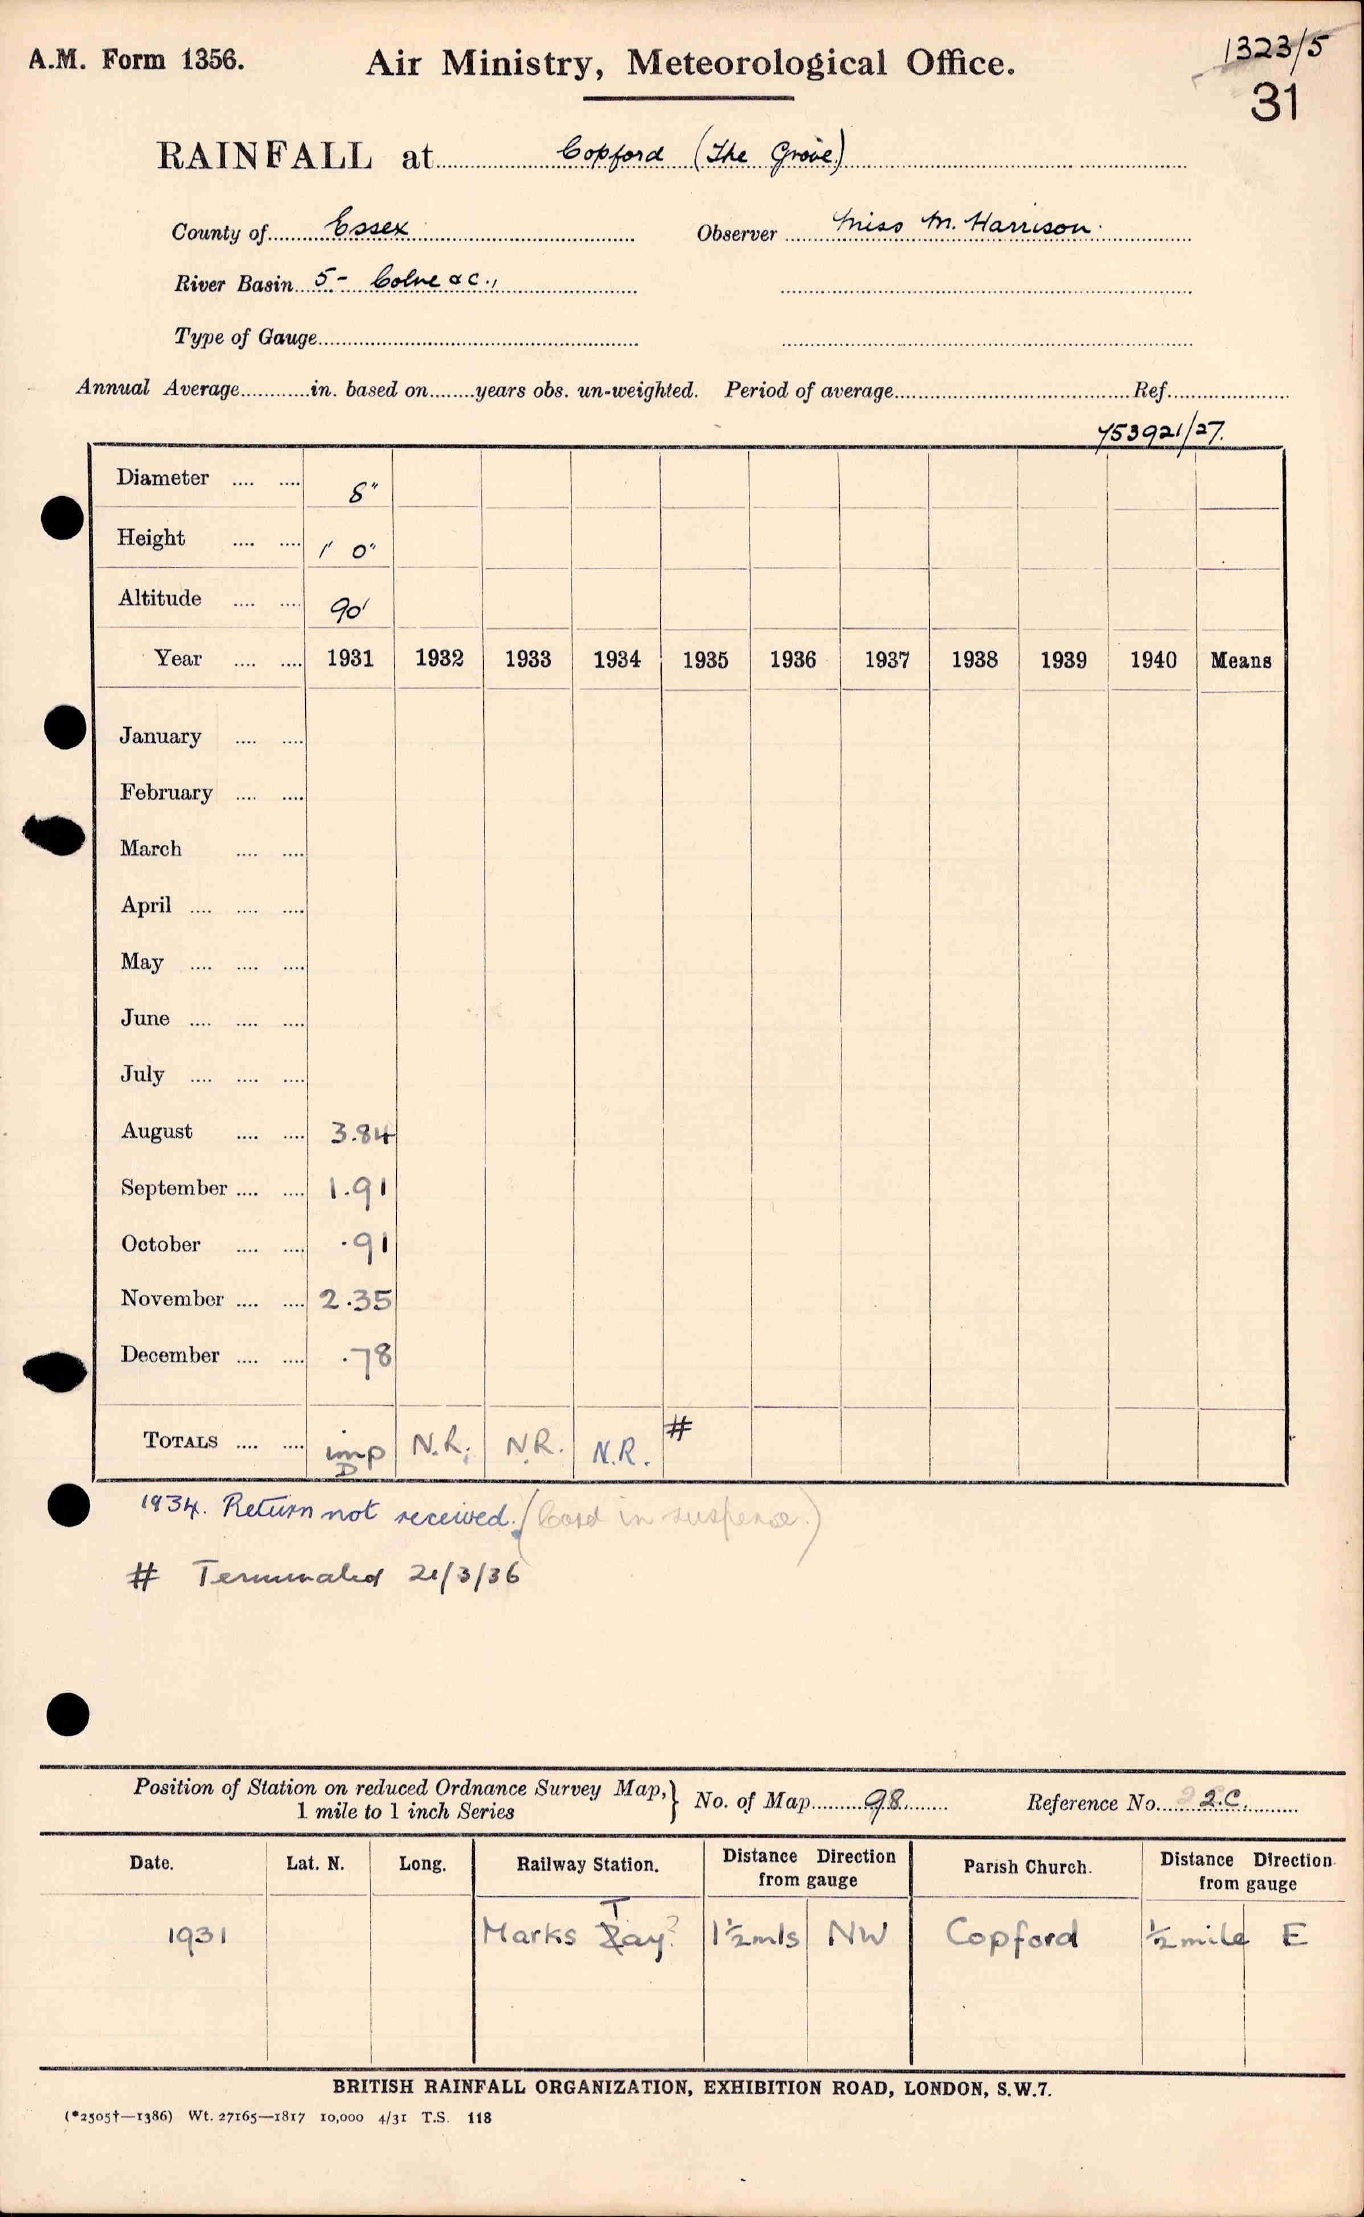 A.M. Form 1356.
Air Ministry, Meteorological Office.
1323/5
31
RAINFALL at Copford (The Grove)
County of Essex Observer Miss M. Harrison.
River Basin 5 - Colne &c.,
Type of Gauge
Annual Average in. based on years obs. un-weighted. Period of average Ref.
753921/27.
Diameter 8"
Height 1' 0"
Altitude 90'
Year 1931 1932 1933 1934 1935 1936 1937 1938 1939 1940 Means
January
February
March
April
May
June
July
August 3.84
September 1.91
October .91
November 2.35
December .78
TOTALS imp N.R. N.R. N.R. #
D
1934. Return not received. (Card in suspense.)
# Terminated 21/3/36
Position of Station on reduced Ordnance Survey Map,} No. of Map 98 Reference No. 2.C.
1 mile to 1 inch Series
Date. Lat. N. Long. Railway Station. Distance Direction from gauge Parish Church. Distance Direction from gauge
1931 Marks Tay? 1½ mls NW Copford ½ mile E
BRITISH RAINFALL ORGANIZATION, EXHIBITION ROAD, LONDON, S.W.7.
(*2505†—1386) Wt. 27165—1817 10,000 4/31 T.S. 118